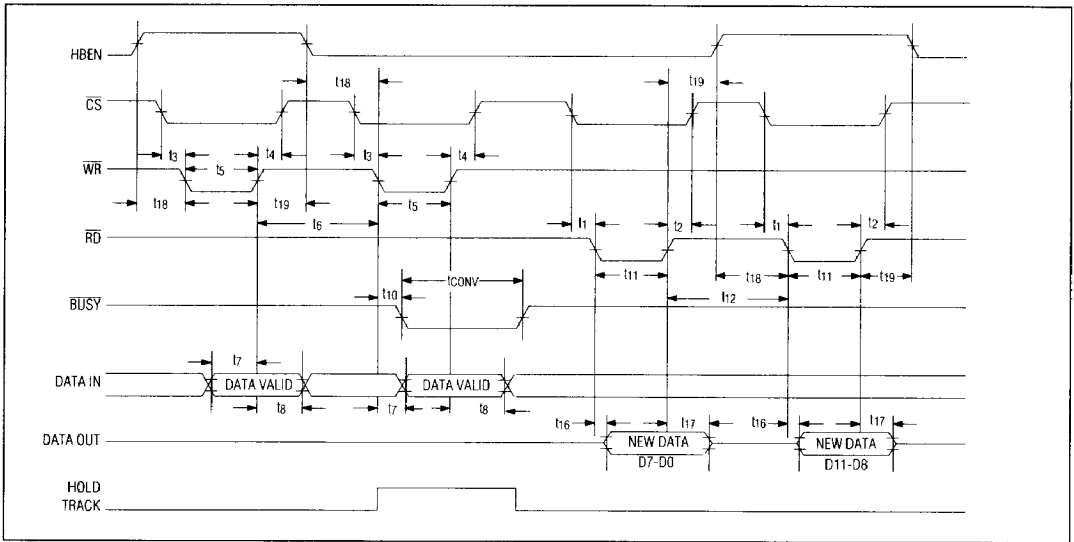 HBEN
t18 t19
CS
t3 t4 t3 t4
WR
t5
t18 t19 t6 t5
t1 t2 t1 t2
RD
tCONV t11 t18 t11 t19
t10 t12
BUSY
t7
DATA IN DATA VALID DATA VALID
t8 t7 t8
t16 t17 t16 t17
DATA OUT NEW DATA NEW DATA
D7-D0 D11-D8
HOLD
TRACK